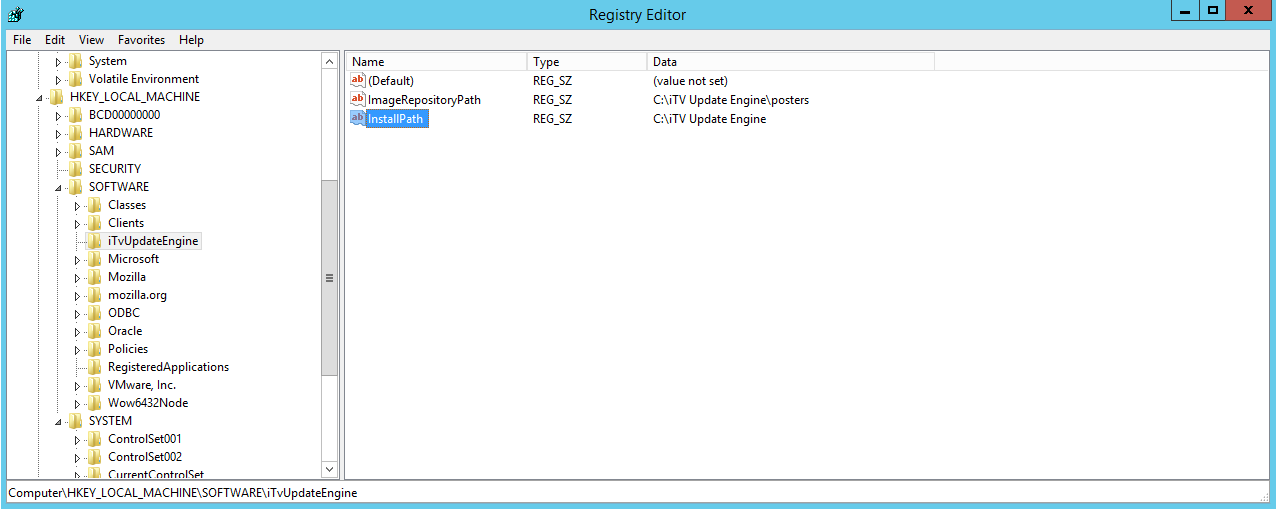 Registry Editor
File Edit View Favorites Help
System
Volatile Environment
HKEY_LOCAL_MACHINE
BCD00000000
HARDWARE
SAM
SECURITY
SOFTWARE
Classes
Clients
iTvUpdateEngine
Microsoft
Mozilla
mozilla.org
ODBC
Oracle
Policies
RegisteredApplications
VMware, Inc.
Wow6432Node
SYSTEM
ControlSet001
ControlSet002
CurrentControlSet
Name Type Data
ab (Default) REG_SZ (value not set)
ab ImageRepositoryPath REG_SZ C:\iTV Update Engine\posters
ab InstallPath REG_SZ C:\iTV Update Engine
Computer\HKEY_LOCAL_MACHINE\SOFTWARE\iTvUpdateEngine